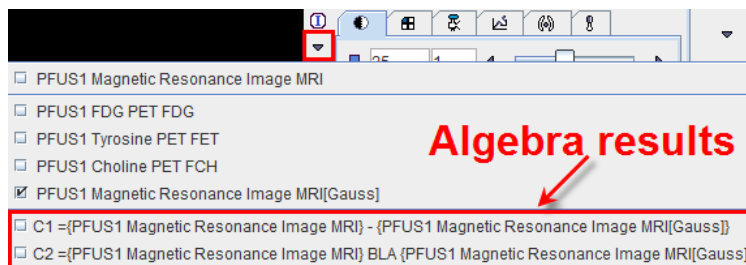 25 1
PFUS1 Magnetic Resonance Image MRI
PFUS1 FDG PET FDG
PFUS1 Tyrosine PET FET
PFUS1 Choline PET FCH
PFUS1 Magnetic Resonance Image MRI[Gauss]
Algebra results
C1 ={PFUS1 Magnetic Resonance Image MRI} - {PFUS1 Magnetic Resonance Image MRI[Gauss]}
C2 ={PFUS1 Magnetic Resonance Image MRI} BLA {PFUS1 Magnetic Resonance Image MRI[Gauss]